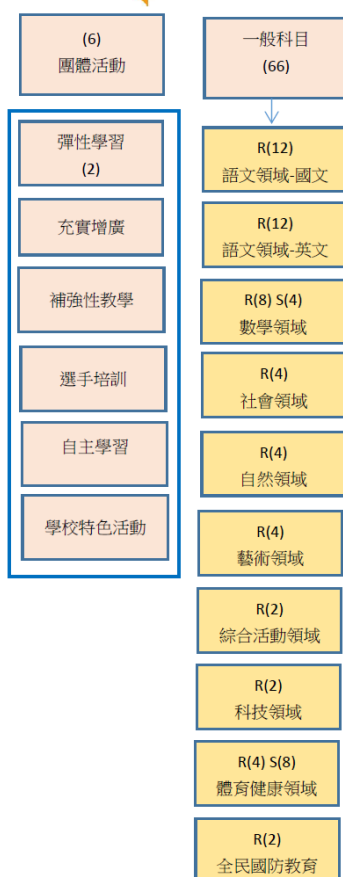 (6)
團體活動
彈性學習
(2)
充實增廣
補強性教學
選手培訓
自主學習
學校特色活動
一般科目
(66)
R(12)
語文領域-國文
R(12)
語文領域-英文
R(8) S(4)
數學領域
R(4)
社會領域
R(4)
自然領域
R(4)
藝術領域
R(2)
綜合活動領域
R(2)
科技領域
R(4) S(8)
體育健康領域
R(2)
全民國防教育